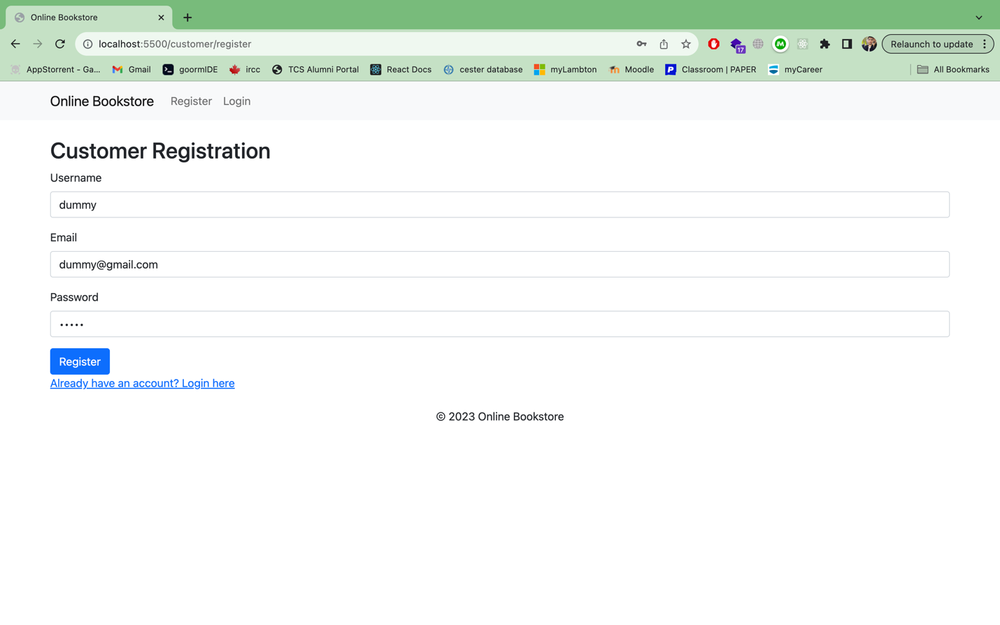 Online Bookstore
localhost:5500/customer/register
17
Relaunch to update
AppStorrent - Ga... Gmail goormIDE ircc TCS Alumni Portal React Docs cester database myLambton Moodle Classroom | PAPER myCareer All Bookmarks
Online Bookstore Register Login
Customer Registration
Username
dummy
Email
dummy@gmail.com
Password
•••••
Register
Already have an account? Login here
© 2023 Online Bookstore